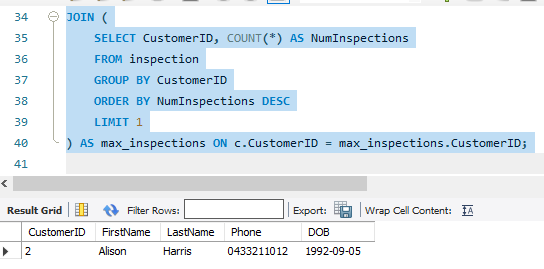 34 JOIN (
35 SELECT CustomerID, COUNT(*) AS NumInspections
36 FROM inspection
37 GROUP BY CustomerID
38 ORDER BY NumInspections DESC
39 LIMIT 1
40 ) AS max_inspections ON c.CustomerID = max_inspections.CustomerID;
41
Result Grid Filter Rows: Export: Wrap Cell Content:
CustomerID FirstName LastName Phone DOB
2 Alison Harris 0433211012 1992-09-05